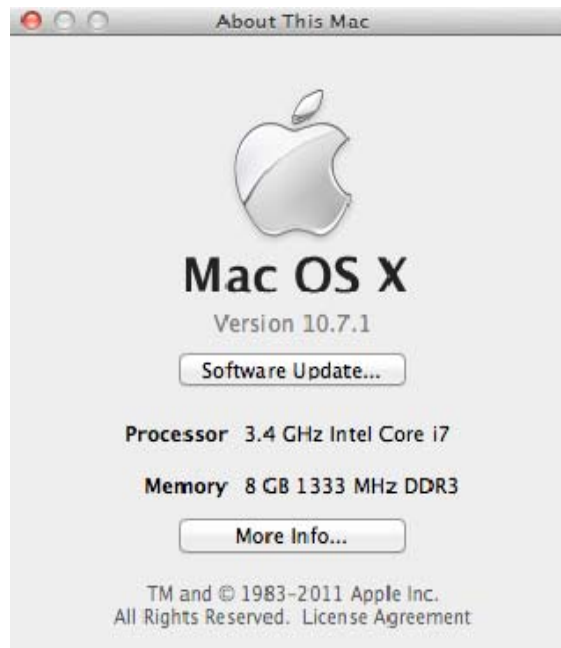 About This Mac
Mac OS X
Version 10.7.1
Software Update...
Processor 3.4 GHz Intel Core i7
Memory 8 GB 1333 MHz DDR3
More Info...
TM and © 1983-2011 Apple Inc.
All Rights Reserved. License Agreement